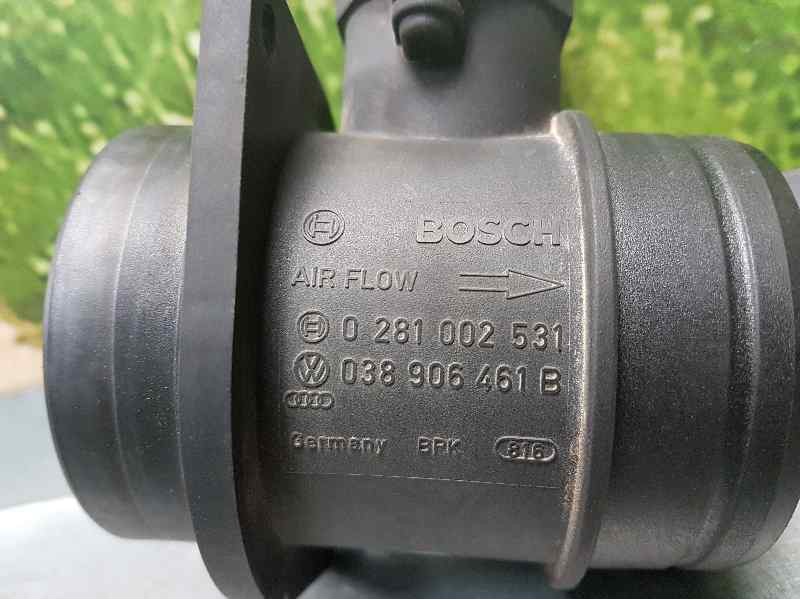 BOSCH
AIR FLOW
0 281 002 531
038 906 461 B
Germany BRK 816